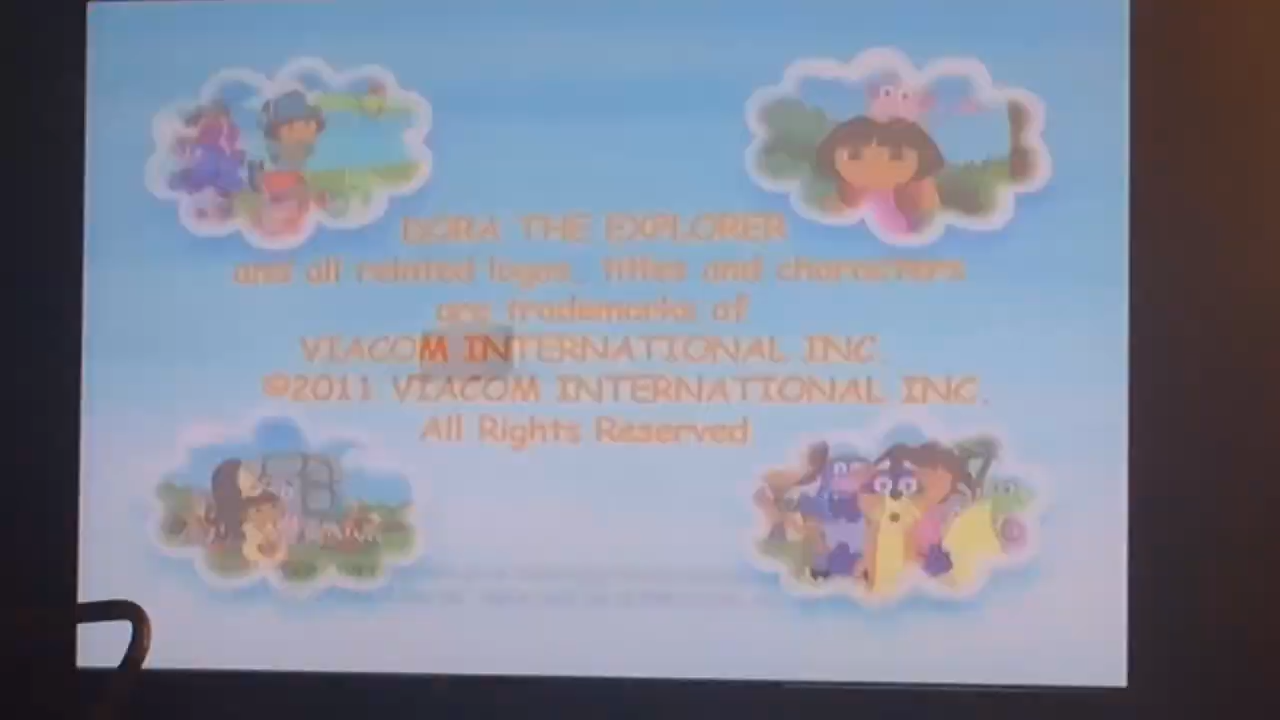 DORA THE EXPLORER
and all related logos, titles and characters
are trademarks of
VIACOM INTERNATIONAL INC.
©2011 VIACOM INTERNATIONAL INC.
All Rights Reserved